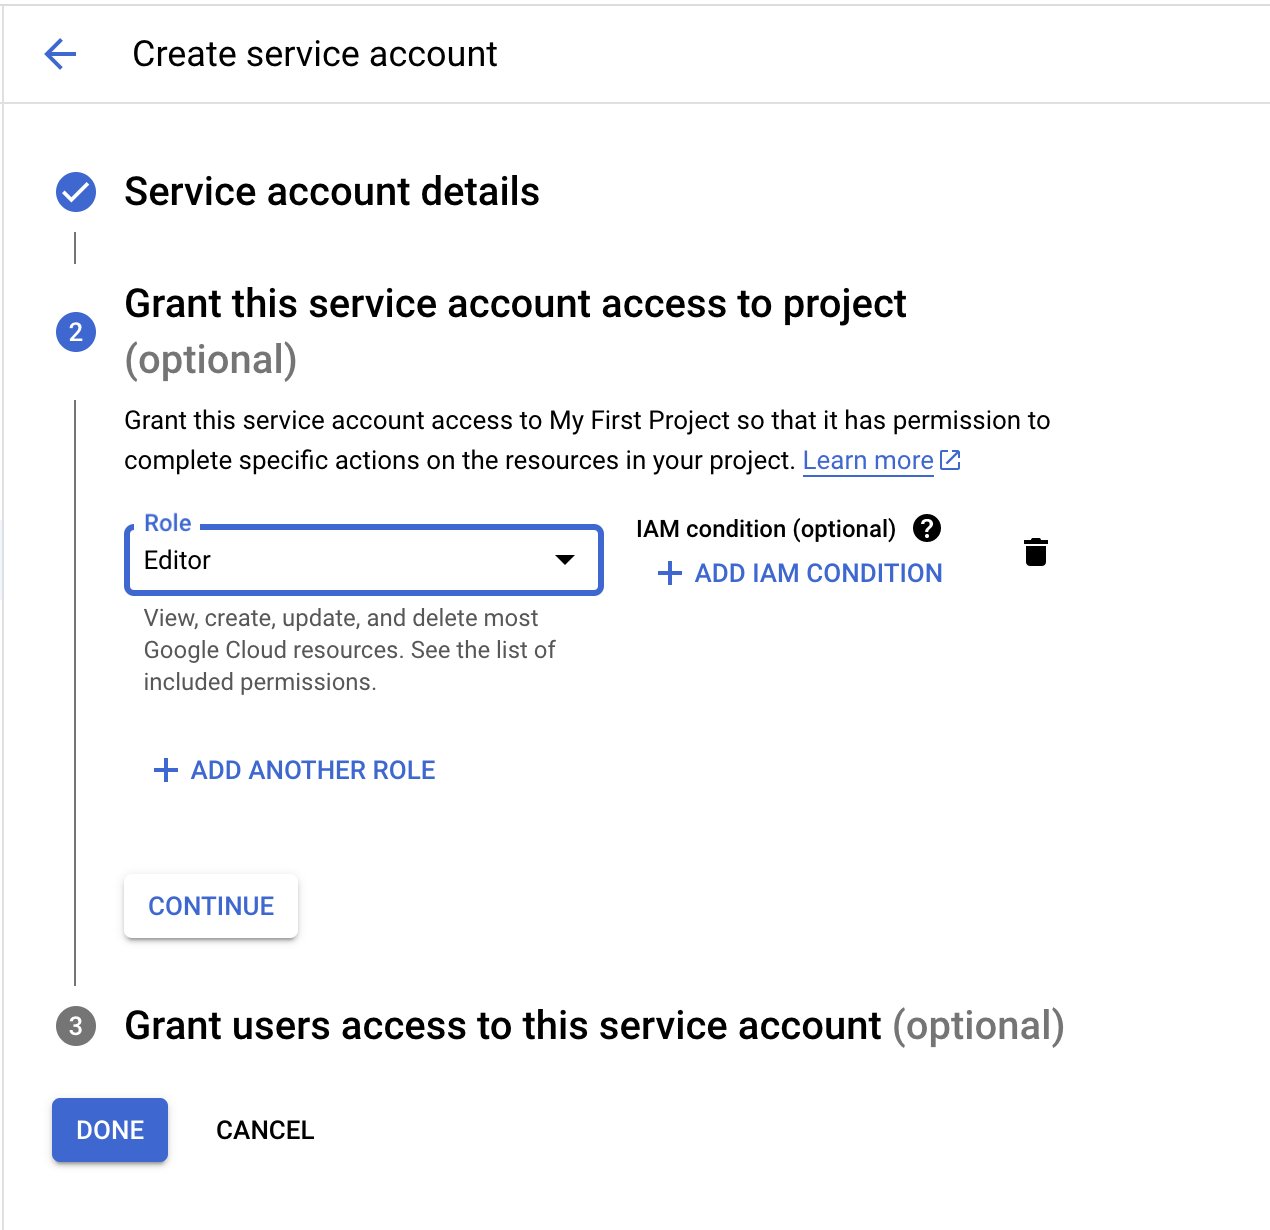 Create service account
Service account details
2
Grant this service account access to project
(optional)
Grant this service account access to My First Project so that it has permission to
complete specific actions on the resources in your project. Learn more
Role
Editor
View, create, update, and delete most
Google Cloud resources. See the list of
included permissions.
IAM condition (optional) ?
+ ADD IAM CONDITION
+ ADD ANOTHER ROLE
CONTINUE
3
Grant users access to this service account (optional)
DONE
CANCEL